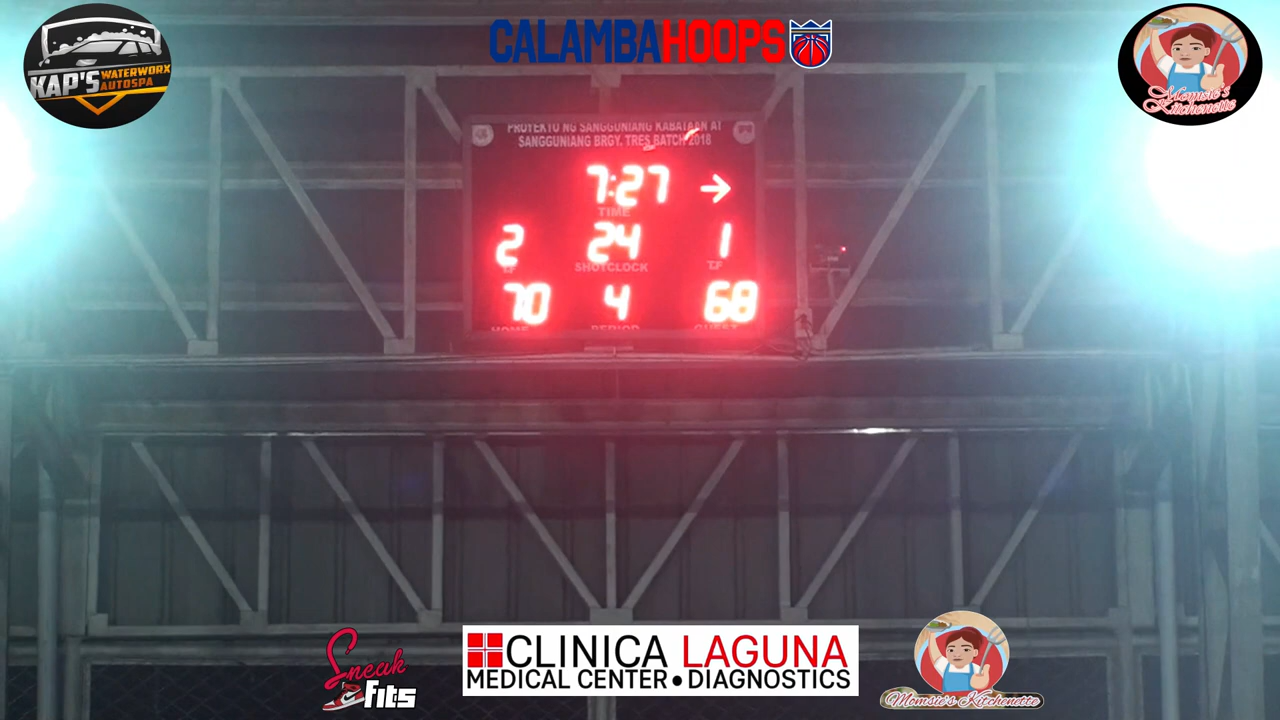 KAP'S WATERWORX
AUTOSPA
CALAMBAHOOPS
Momsie's
Kitchenette
PROYEKTO NG SANGGUNIANG KABATAAN AT
SANGGUNIANG BRGY. TRES BATCH 2018
7:27 →
TIME
2 24 1
T.F SHOTCLOCK T.F
70 4 68
HOME PERIOD GUEST
Sneak
fits
CLINICA LAGUNA
MEDICAL CENTER • DIAGNOSTICS
Momsie's Kitchenette